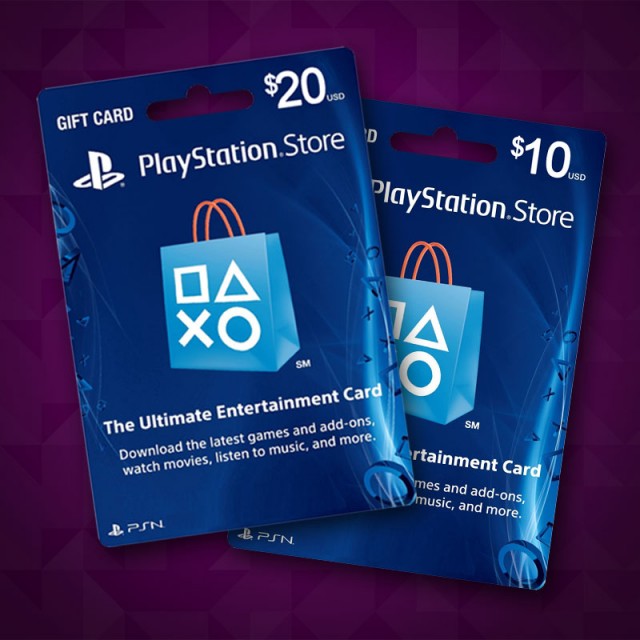 GIFT CARD
$20 USD
PlayStation.Store
SM
The Ultimate Entertainment Card
Download the latest games and add-ons,
watch movies, listen to music, and more.
PSN
$10 USD
PlayStation.Store
SM
Card
and add-ons,
music, and more.
PSN